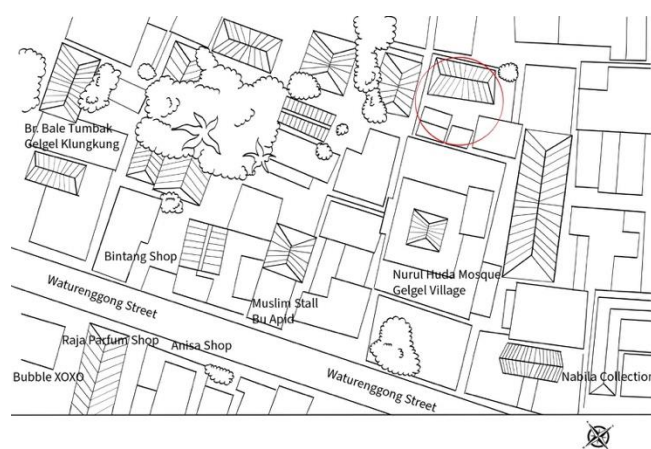 Br. Bale Tumbak
Gelgel Klungkung
Bintang Shop
Nurul Huda Mosque
Gelgel Village
Waturenggong Street
Muslim Stall
Bu Apid
Raja Parfum Shop
Anisa Shop
Bubble XOXO
Waturenggong Street
Nabila Collection